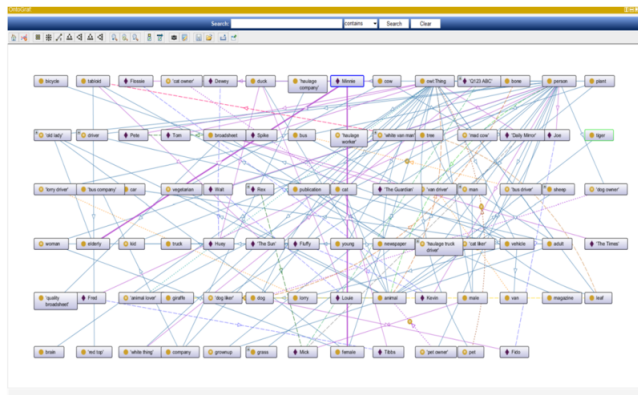 OntoGraf
Search: contains Search Clear
bicycle tabloid Flossie 'cat owner' Dewey duck 'haulage company' Minnie cow owl:Thing 'Q123 ABC' bone person plant
'old lady' driver Pete Tom broadsheet Spike bus 'haulage worker' 'white van man' tree 'mad cow' 'Daily Mirror' Joe tiger
'lorry driver' 'bus company' car vegetarian Walt Rex publication cat 'The Guardian' 'van driver' man 'bus driver' sheep 'dog owner'
woman elderly kid truck Huey 'The Sun' Fluffy young newspaper 'haulage truck driver' 'cat liker' vehicle adult 'The Times'
'quality broadsheet' Fred 'animal lover' giraffe 'dog liker' dog lorry Louie animal Kevin male van magazine leaf
brain 'red top' 'white thing' company grownup grass Mick female Tibbs 'pet owner' pet Fido